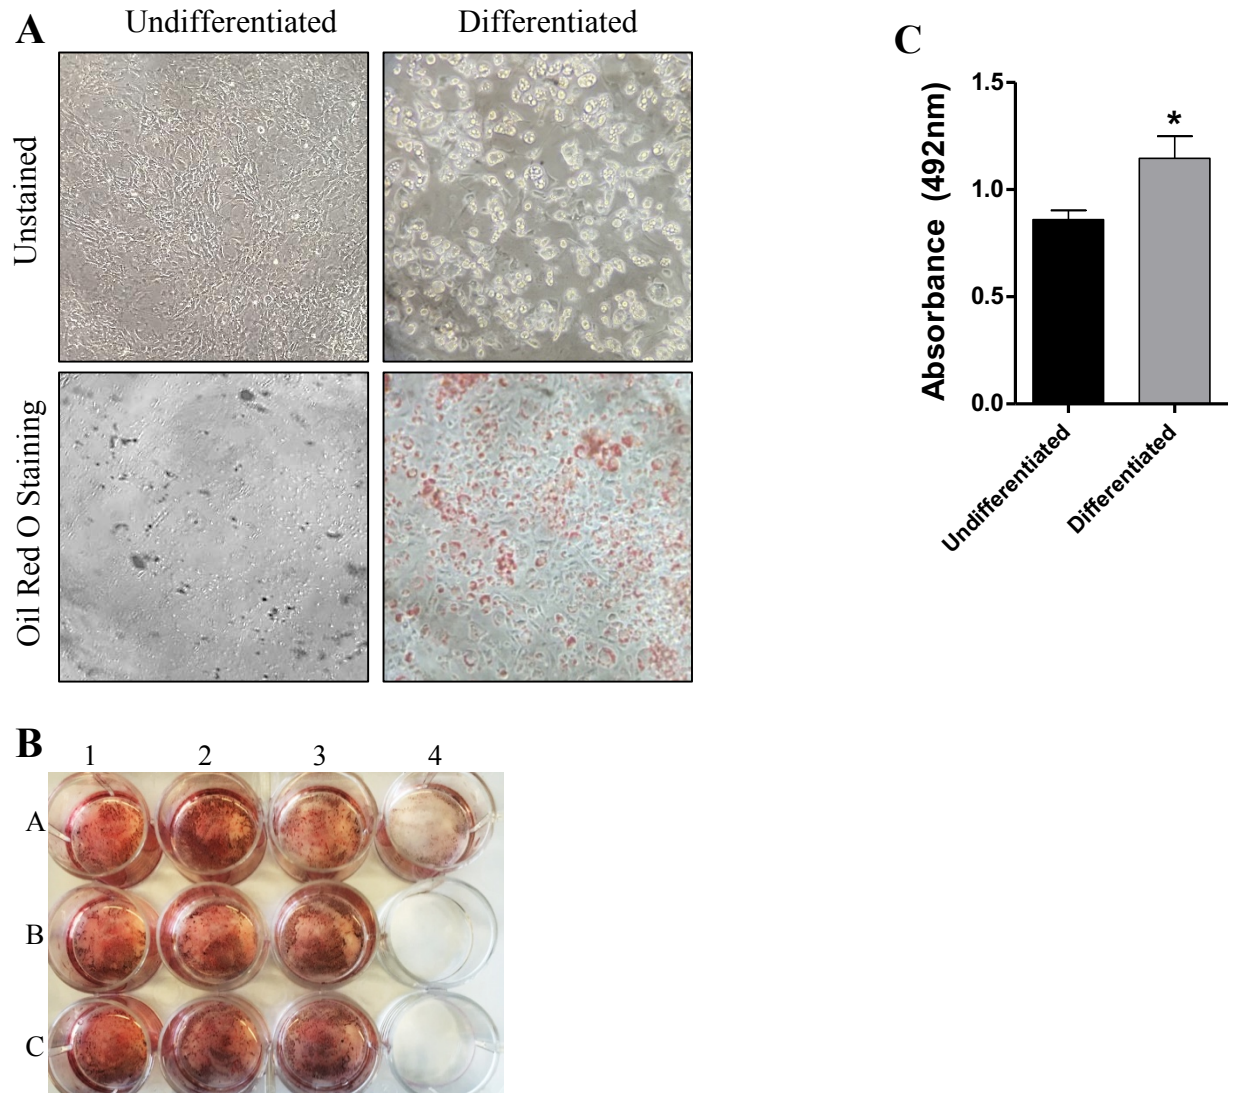 A
Undifferentiated
Differentiated
Unstained
Oil Red O Staining
B
1 2 3 4
A
B
C
C
Absorbance (492nm)
1.5
1.0
0.5
0.0
*
Undifferentiated
Differentiated